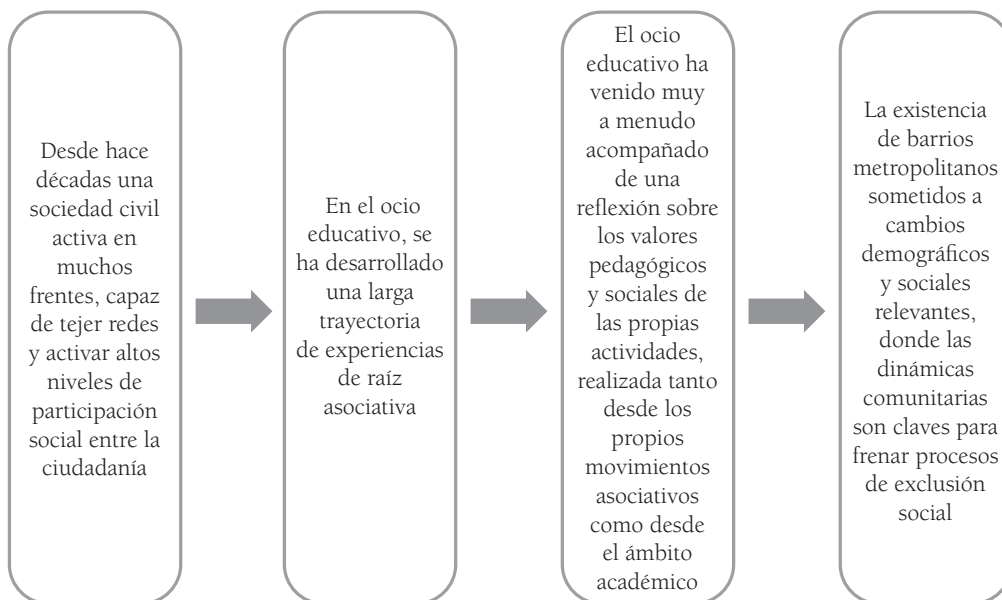 Desde hace
décadas una
sociedad civil
activa en
muchos
frentes, capaz
de tejer redes
y activar altos
niveles de
participación
social entre la
ciudadanía
En el ocio
educativo, se
ha desarrollado
una larga
trayectoria
de experiencias
de raíz
asociativa
El ocio
educativo ha
venido muy
a menudo
acompañado
de una
reflexión sobre
los valores
pedagógicos
y sociales de
las propias
actividades,
realizada tanto
desde los
propios
movimientos
asociativos
como desde
el ámbito
académico
La existencia
de barrios
metropolitanos
sometidos a
cambios
demográficos
y sociales
relevantes,
donde las
dinámicas
comunitarias
son claves para
frenar procesos
de exclusión
social